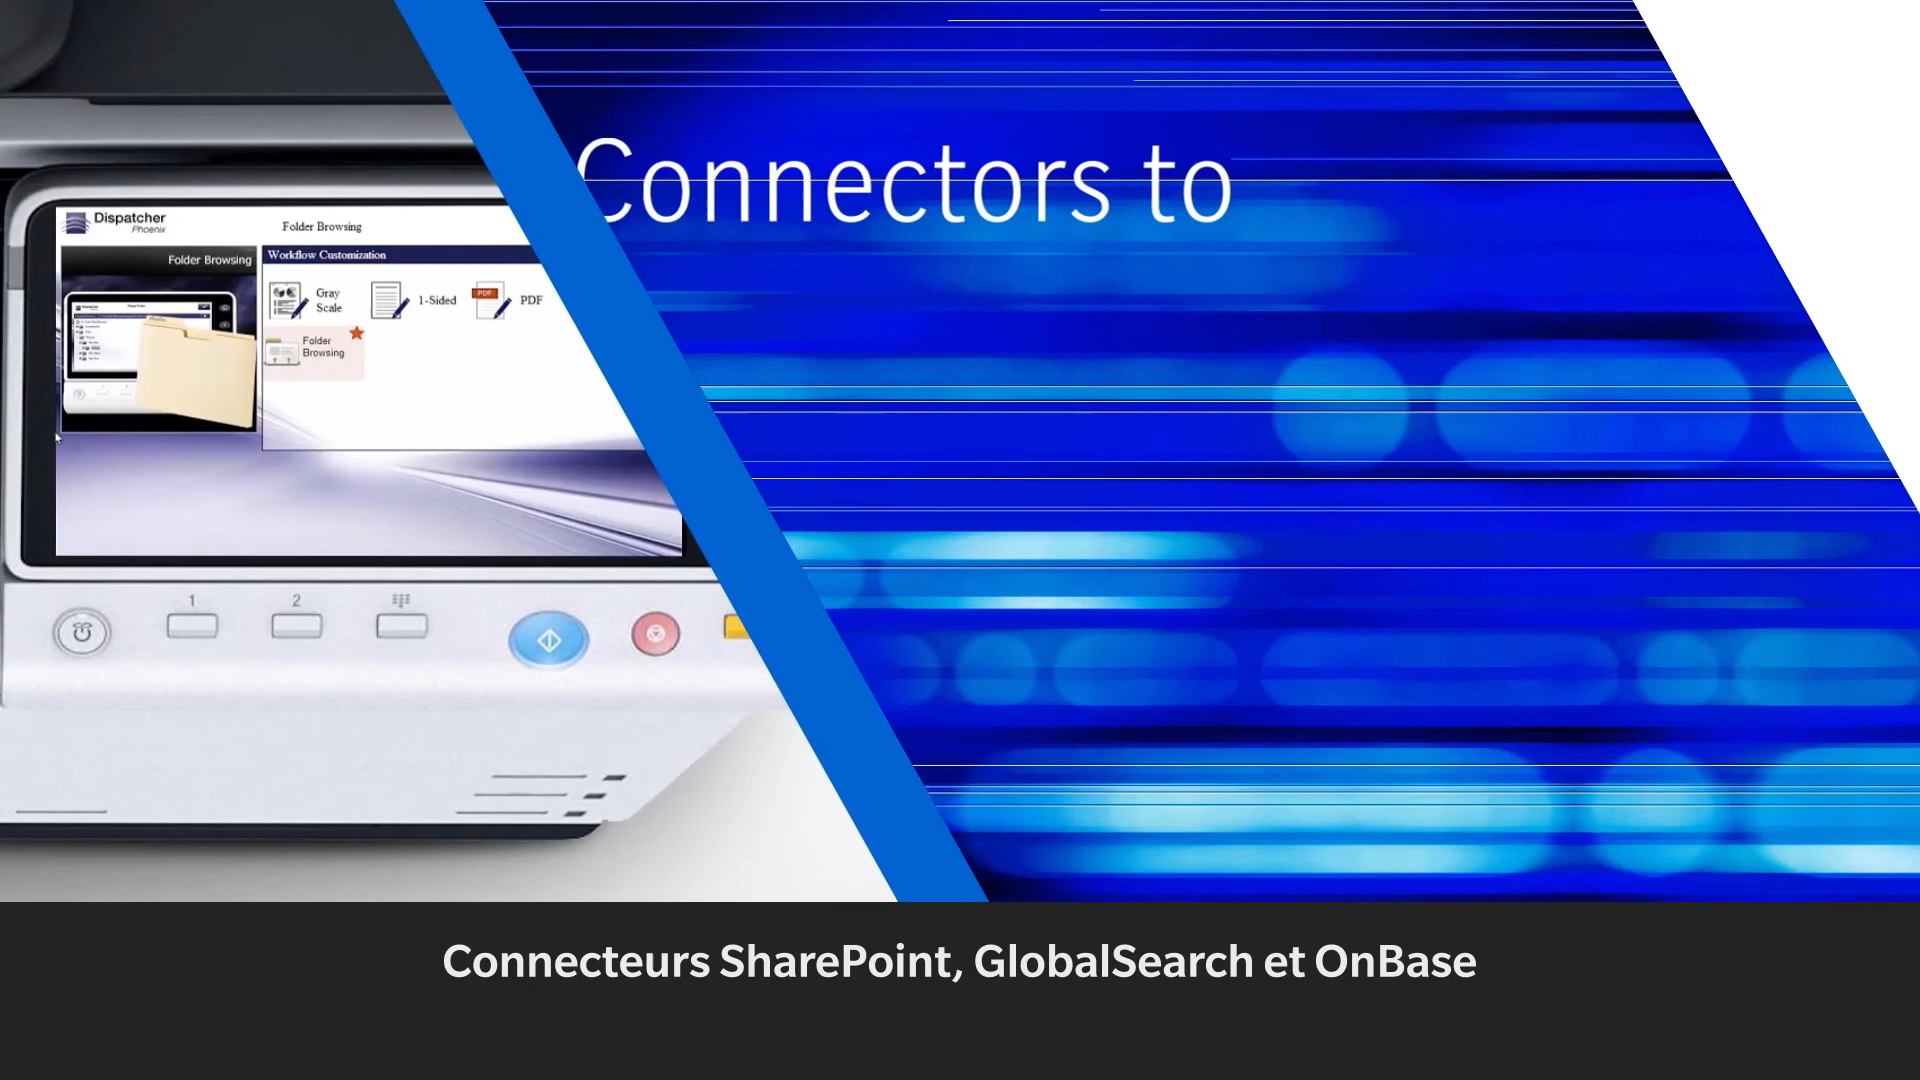 Connectors to
Dispatcher
Phoenix
Folder Browsing
Folder Browsing
Workflow Customization
Gray
Scale
1-Sided
PDF
PDF
Folder
Browsing
1
2
Connecteurs SharePoint, GlobalSearch et OnBase